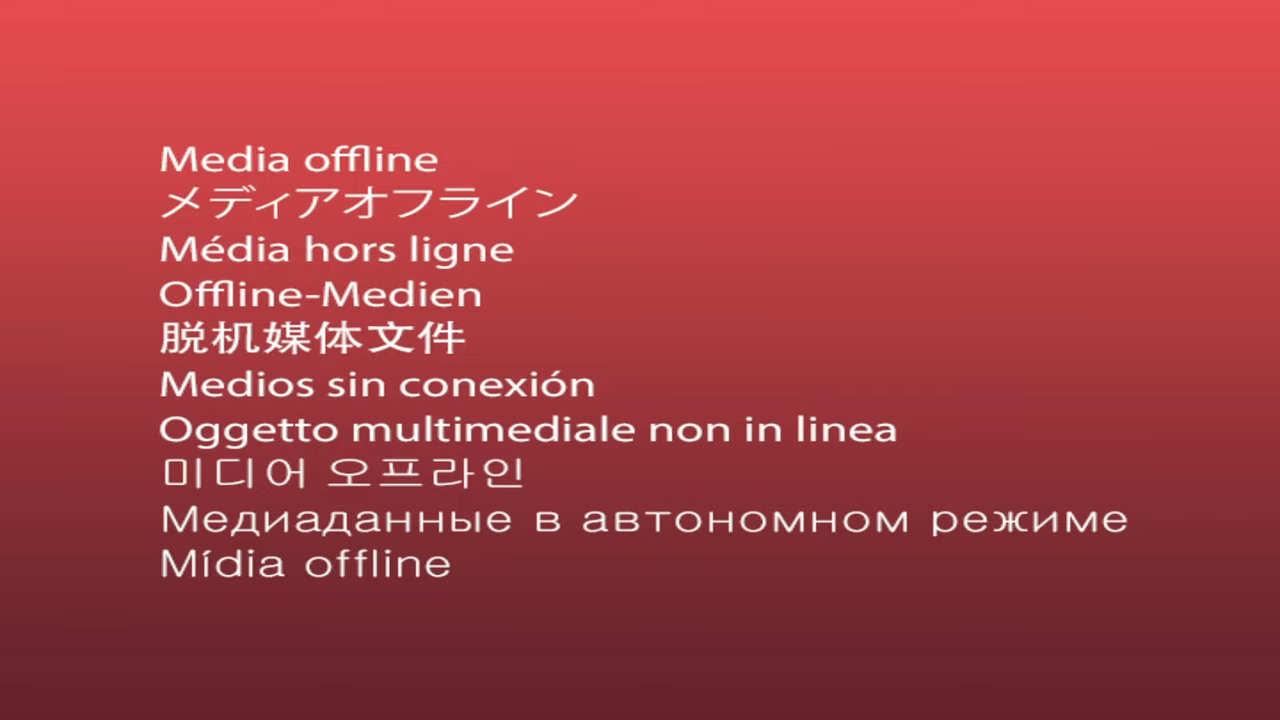 Media offline
メディアオフライン
Média hors ligne
Offline-Medien
脱机媒体文件
Medios sin conexión
Oggetto multimediale non in linea
미디어 오프라인
Медиаданные в автономном режиме
Mídia offline